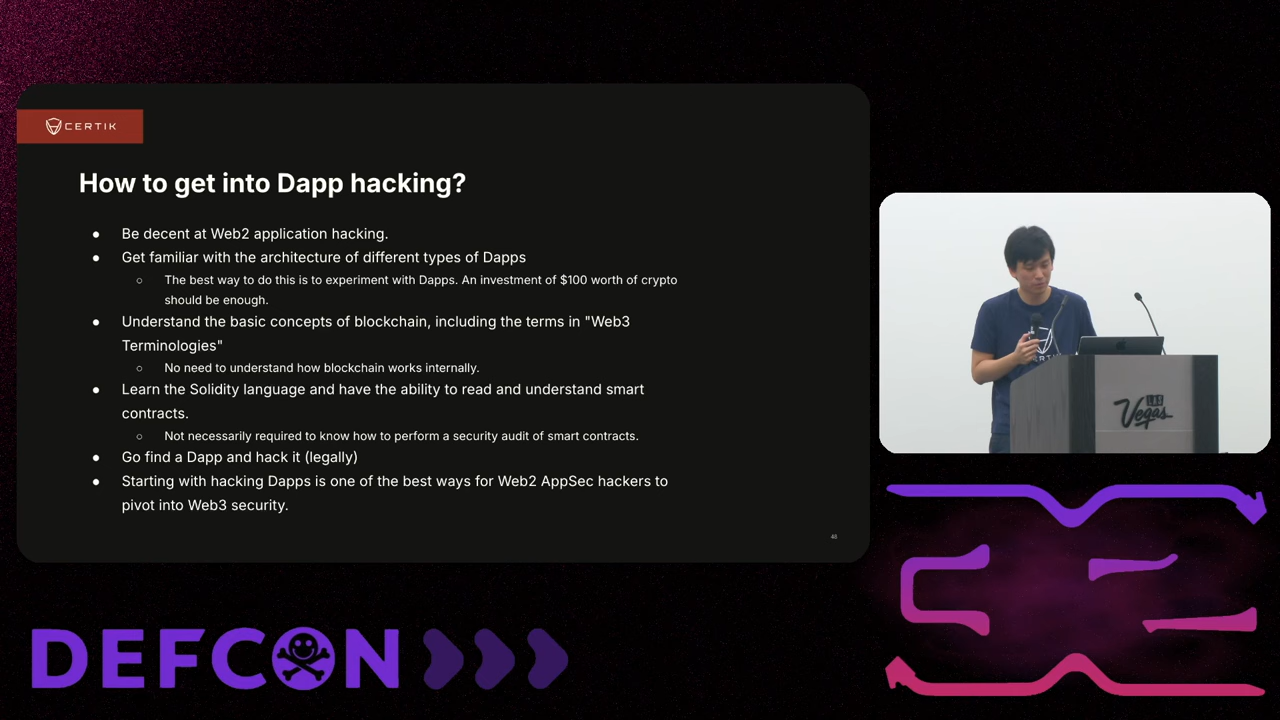 CERTIK
How to get into Dapp hacking?
● Be decent at Web2 application hacking.
● Get familiar with the architecture of different types of Dapps
○ The best way to do this is to experiment with Dapps. An investment of $100 worth of crypto
should be enough.
● Understand the basic concepts of blockchain, including the terms in "Web3
Terminologies"
○ No need to understand how blockchain works internally.
● Learn the Solidity language and have the ability to read and understand smart
contracts.
○ Not necessarily required to know how to perform a security audit of smart contracts.
● Go find a Dapp and hack it (legally)
● Starting with hacking Dapps is one of the best ways for Web2 AppSec hackers to
pivot into Web3 security.
Vegas
DEFCON